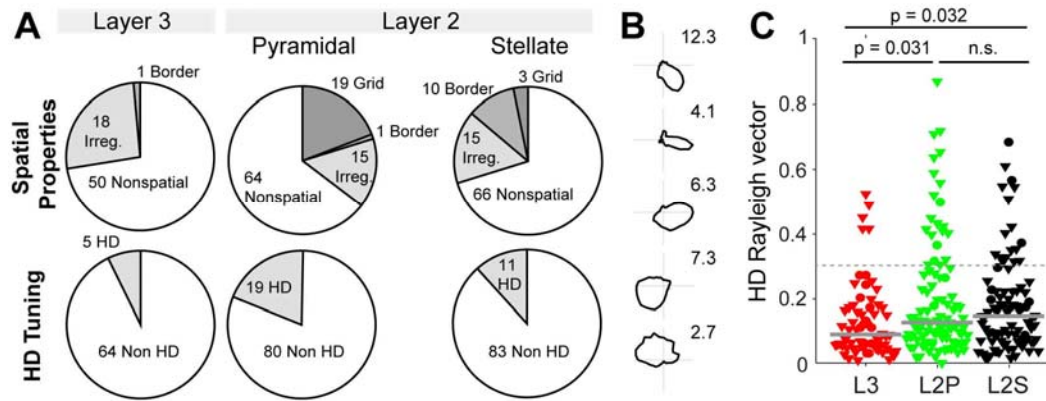 A
Layer 3
Layer 2
Pyramidal
Stellate
Spatial
Properties
1 Border
18
Irreg.
50 Nonspatial
19 Grid
1 Border
15
Irreg.
64
Nonspatial
3 Grid
10 Border
15
Irreg.
66 Nonspatial
HD Tuning
5 HD
64 Non HD
19 HD
80 Non HD
11
HD
83 Non HD
B
12.3
4.1
6.3
7.3
2.7
C
p = 0.032
p = 0.031
n.s.
HD Rayleigh vector
1
0.8
0.6
0.4
0.2
0
L3
L2P
L2S